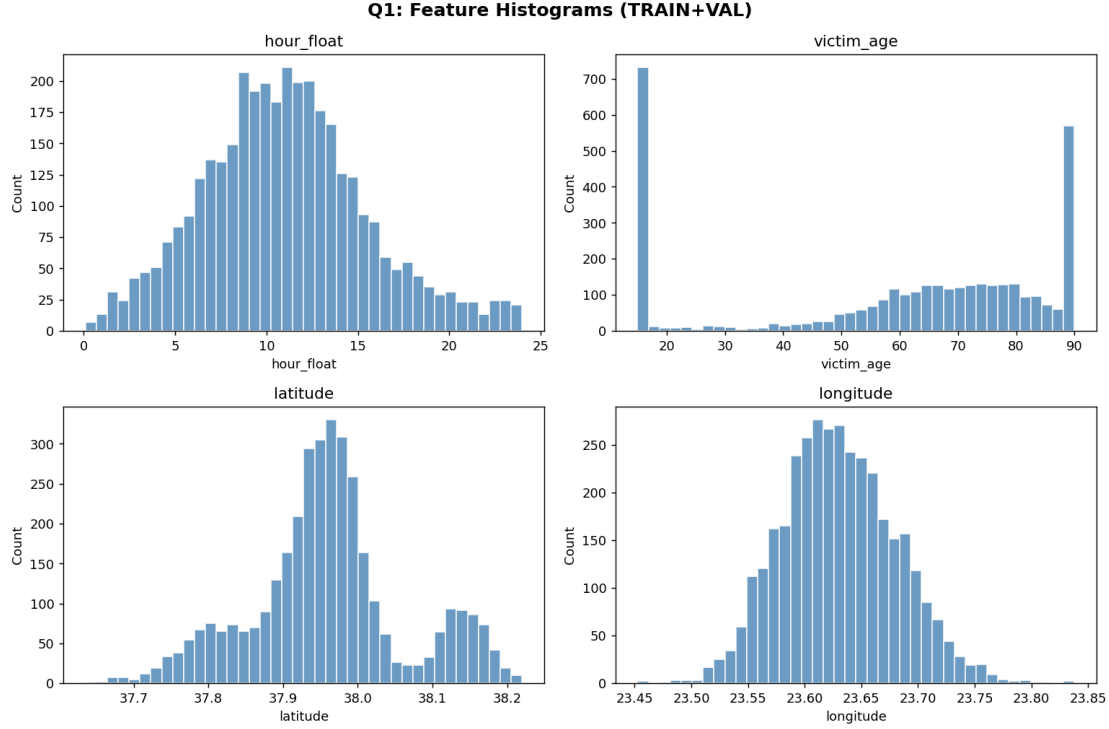 Q1: Feature Histograms (TRAIN+VAL)
hour_float
200
175
150
125
100
75
50
25
0
Count
0 5 10 15 20 25
hour_float
victim_age
700
600
500
400
300
200
100
0
Count
20 30 40 50 60 70 80 90
victim_age
latitude
300
250
200
150
100
50
0
Count
37.7 37.8 37.9 38.0 38.1 38.2
latitude
longitude
250
200
150
100
50
0
Count
23.45 23.50 23.55 23.60 23.65 23.70 23.75 23.80 23.85
longitude